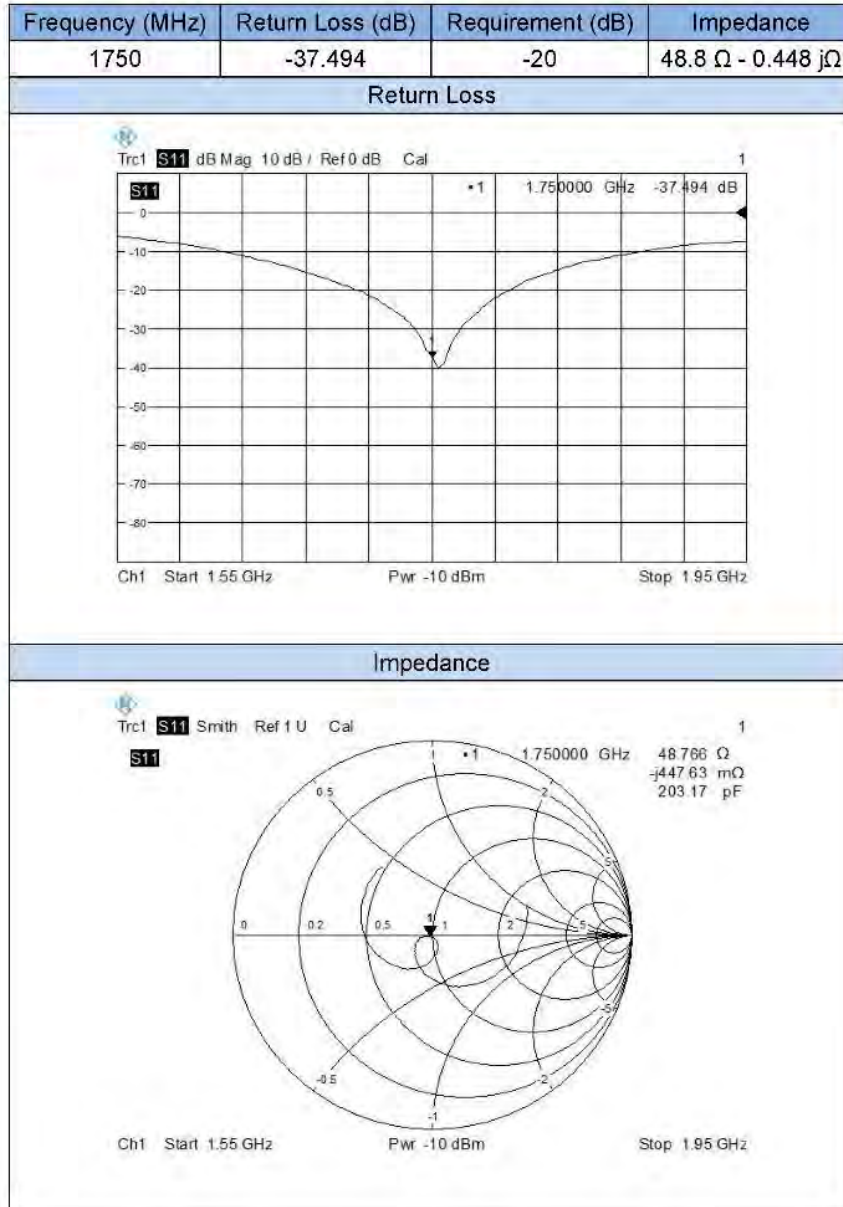 Frequency (MHz) Return Loss (dB) Requirement (dB) Impedance
1750 -37.494 -20 48.8 Ω - 0.448 jΩ
Return Loss
Trc1 S11 dB Mag 10 dB / Ref 0 dB Cal 1
S11 •1 1.750000 GHz -37.494 dB
0
-10
-20
-30
1
-40
-50
-60
-70
-80
Ch1 Start 1.55 GHz Pwr -10 dBm Stop 1.95 GHz
Impedance
Trc1 S11 Smith Ref 1 U Cal 1
S11 1 •1 1.750000 GHz 48.766 Ω
-j447.63 mΩ
203.17 pF
0.5 2
5
0 0.2 0.5 1 1 2 5
-5
-0.5 -2
-1
Ch1 Start 1.55 GHz Pwr -10 dBm Stop 1.95 GHz